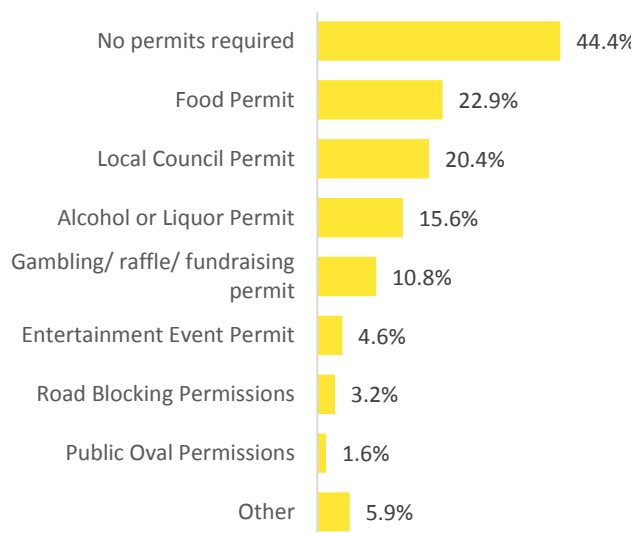 No permits required 44.4%
Food Permit 22.9%
Local Council Permit 20.4%
Alcohol or Liquor Permit 15.6%
Gambling/ raffle/ fundraising
permit 10.8%
Entertainment Event Permit 4.6%
Road Blocking Permissions 3.2%
Public Oval Permissions 1.6%
Other 5.9%